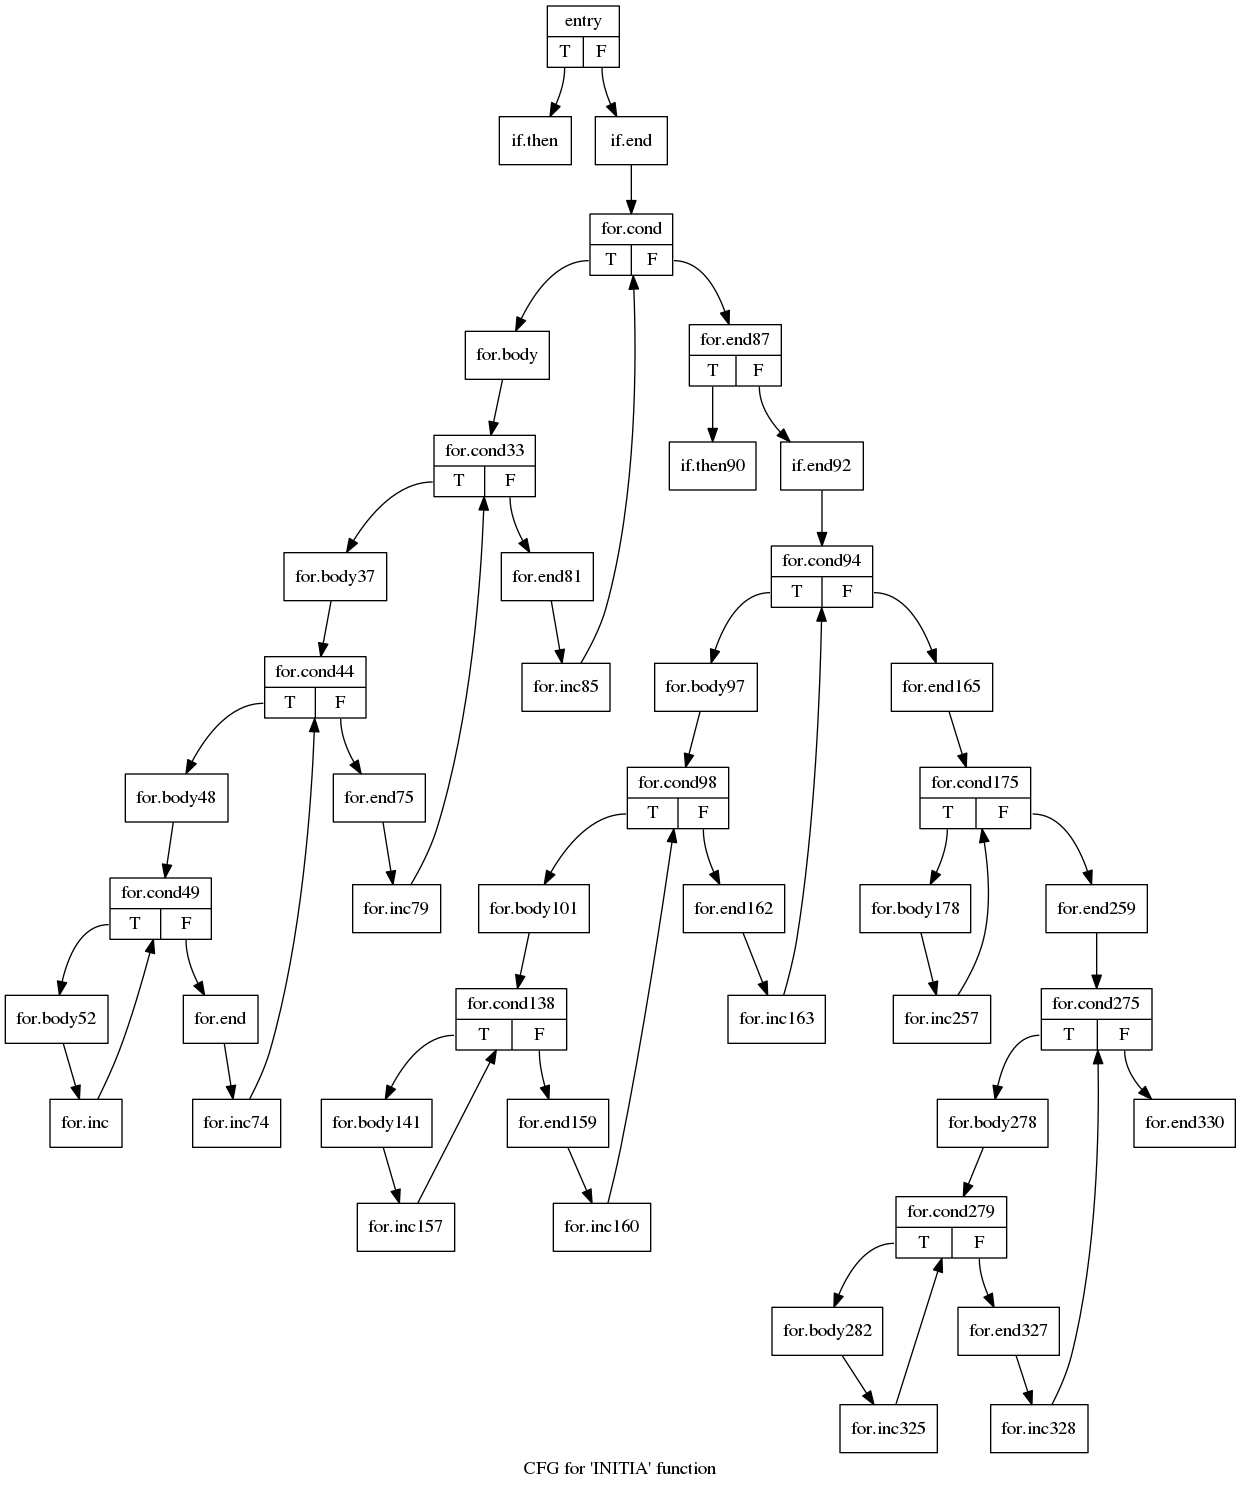 entry
T F
if.then if.end
for.cond
T F
for.end87
for.body
T F
for.cond33
if.then90 if.end92
T F
for.cond94
for.body37 for.end81
T F
for.cond44
for.inc85 for.body97 for.end165
T F
for.cond98 for.cond175
for.body48 for.end75
T F T F
for.cond49
for.inc79 for.body101 for.end162 for.body178 for.end259
T F
for.cond138 for.cond275
for.body52 for.end for.inc163 for.inc257
T F T F
for.inc for.inc74 for.body141 for.end159 for.body278 for.end330
for.cond279
for.inc157 for.inc160
T F
for.body282 for.end327
for.inc325 for.inc328
CFG for 'INITIA' function